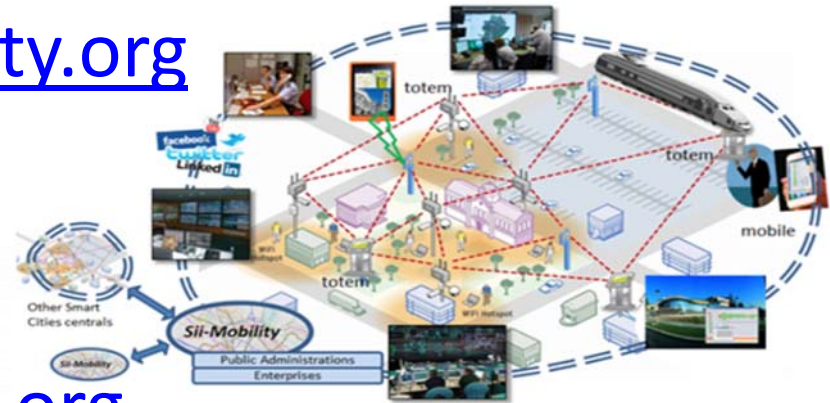 ty.org
totem
facebook
twitter
Linked in
totem
mobile
WiFi
Hotspot
totem
Other Smart
Cities centrals
WiFi Hotspot
Sii-Mobility
Sii-Mobility
Public Administrations
Enterprises
.org